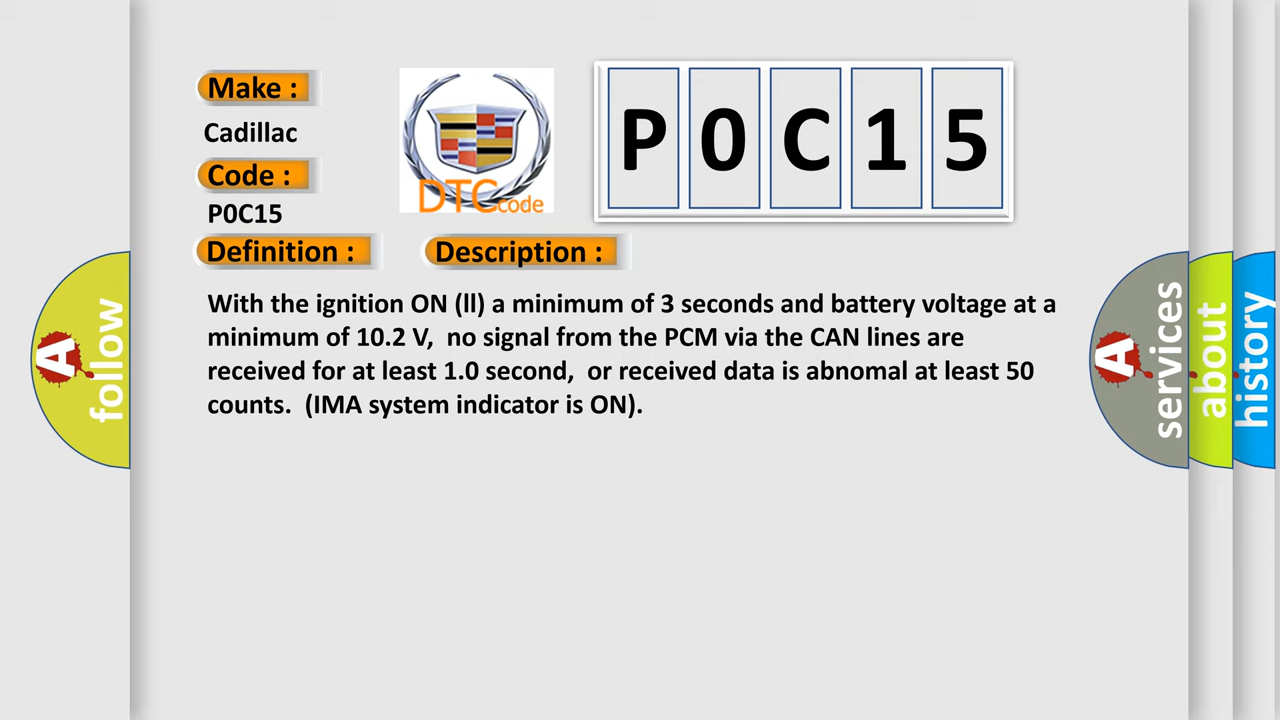 Make :
Cadillac
Code :
P0C15
Definition :
Description :
DTCcode
P0C15
With the ignition ON (ll) a minimum of 3 seconds and battery voltage at a
minimum of 10.2 V,  no signal from the PCM via the CAN lines are
received for at least 1.0 second,  or received data is abnomal at least 50
counts.  (IMA system indicator is ON).
A follow
A services
about
history